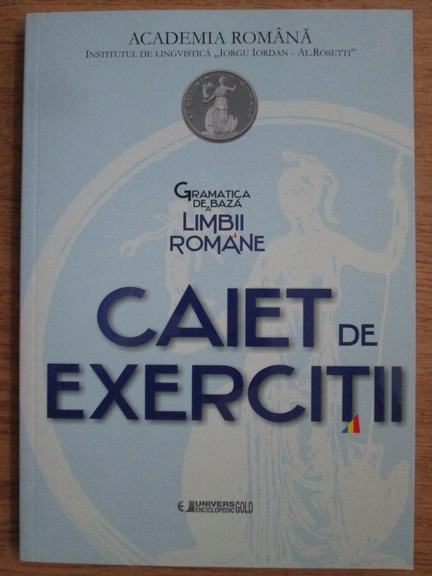 ACADEMIA ROMÂNĂ
INSTITUTUL DE LINGVISTICĂ „IORGU IORDAN - AL.ROSETTI”
GRAMATICA
DE BAZĂ
A
LIMBII
ROMÂNE
CAIET DE
EXERCIȚII
UNIVERS
ENCICLOPEDIC GOLD